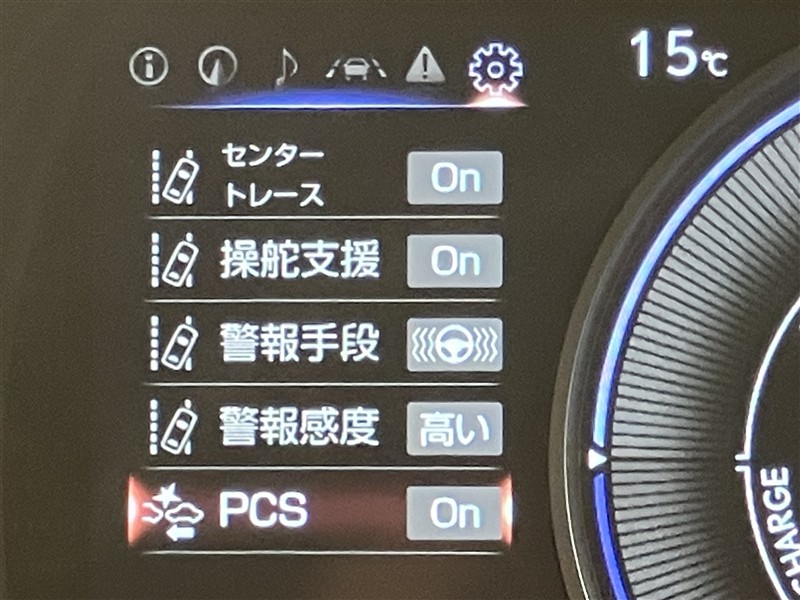 15℃
センター
トレース
On
操舵支援
On
警報手段
警報感度
高い
PCS
On
CHARGE